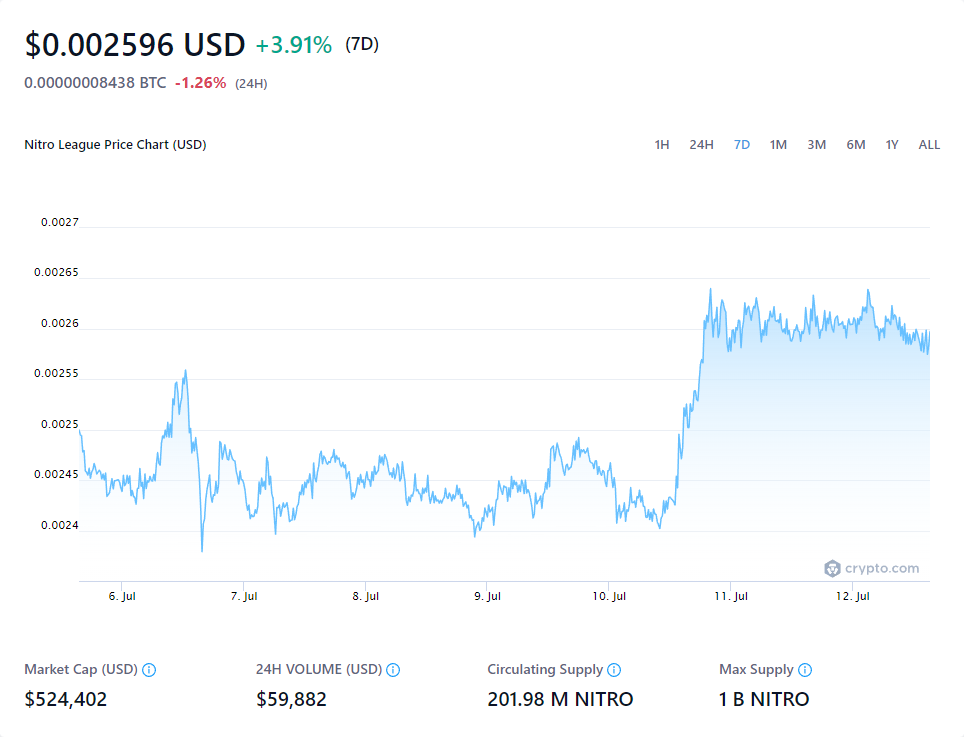 $0.002596 USD +3.91% (7D)
0.00000008438 BTC -1.26% (24H)
Nitro League Price Chart (USD) 1H 24H 7D 1M 3M 6M 1Y ALL
0.0027
0.00265
0.0026
0.00255
0.0025
0.00245
0.0024
crypto.com
6. Jul 7. Jul 8. Jul 9. Jul 10. Jul 11. Jul 12. Jul
Market Cap (USD) 24H VOLUME (USD) Circulating Supply Max Supply
$524,402 $59,882 201.98 M NITRO 1 B NITRO